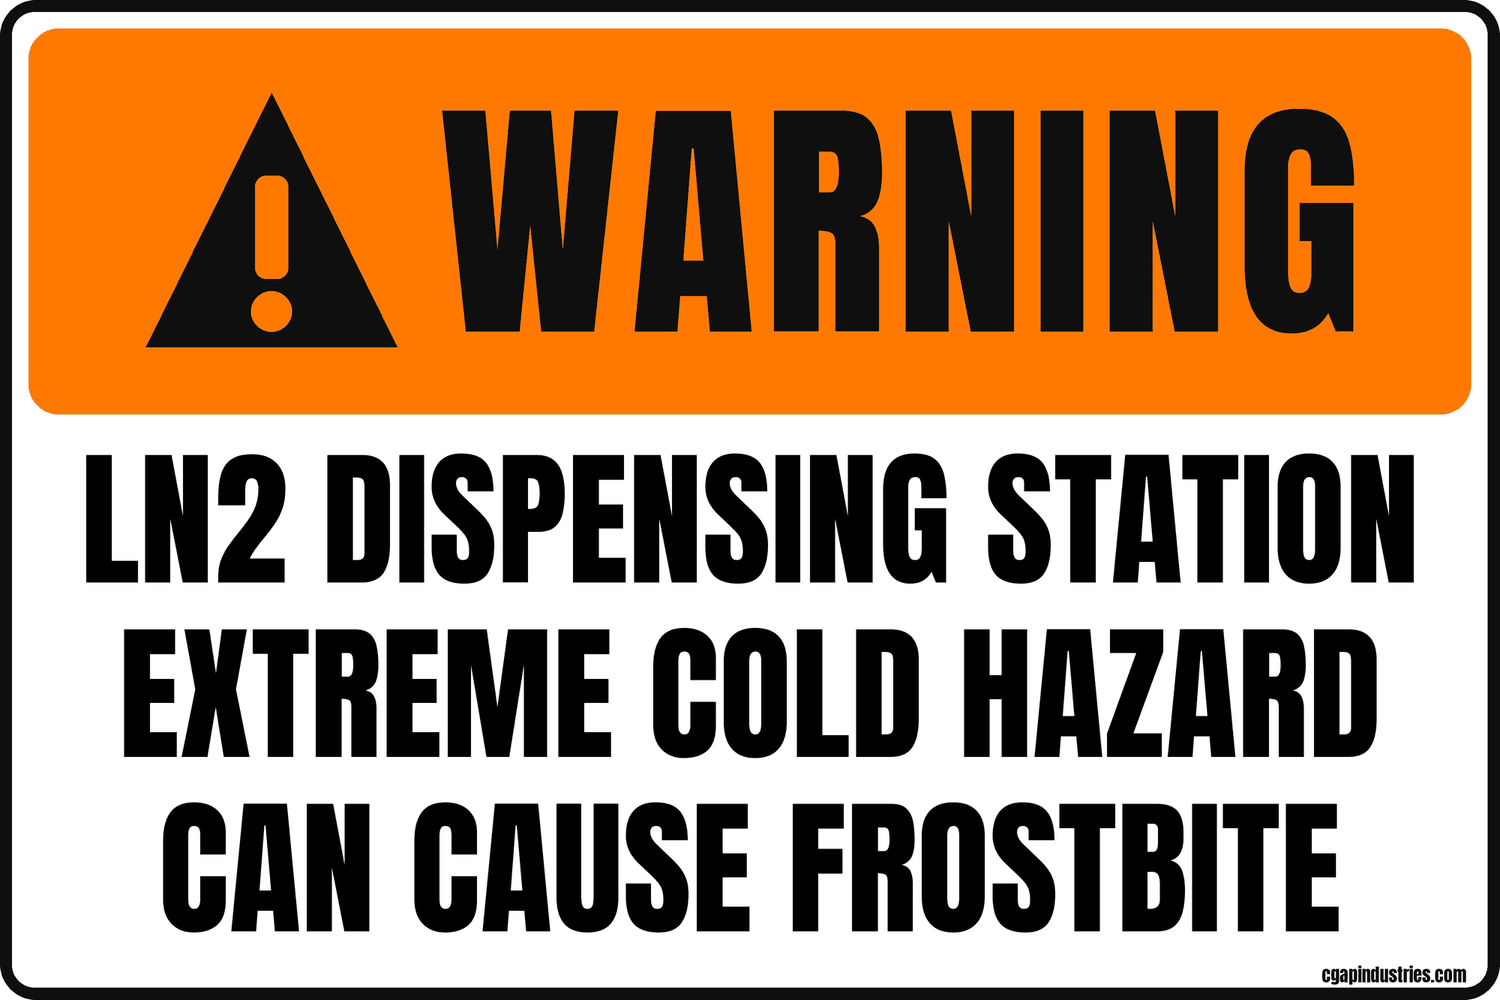 WARNING
LN2 DISPENSING STATION
EXTREME COLD HAZARD
CAN CAUSE FROSTBITE
cgapindustries.com